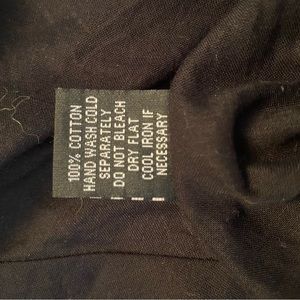 100% COTTON
HAND WASH COLD
SEPARATELY
DO NOT BLEACH
DRY FLAT
COOL IRON IF
NECESSARY